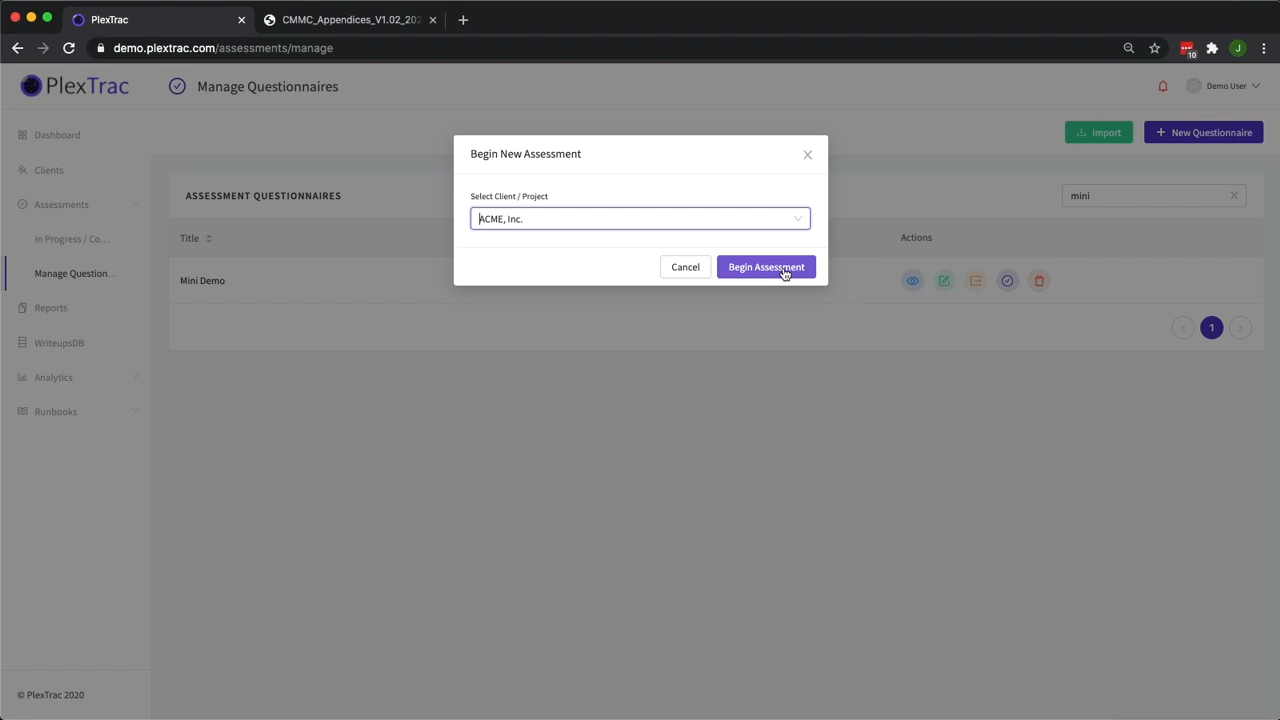 PlexTrac
CMMC_Appendices_V1.02_202
demo.plextrac.com/assessments/manage
10
J
PlexTrac
Manage Questionnaires
Demo User
Dashboard
Clients
Assessments
In Progress / Co...
Manage Question...
Reports
WriteupsDB
Analytics
Runbooks
© PlexTrac 2020
Import
New Questionnaire
ASSESSMENT QUESTIONNAIRES
mini
Title
Actions
Mini Demo
1
Begin New Assessment
Select Client / Project
ACME, Inc.
Cancel
Begin Assessment